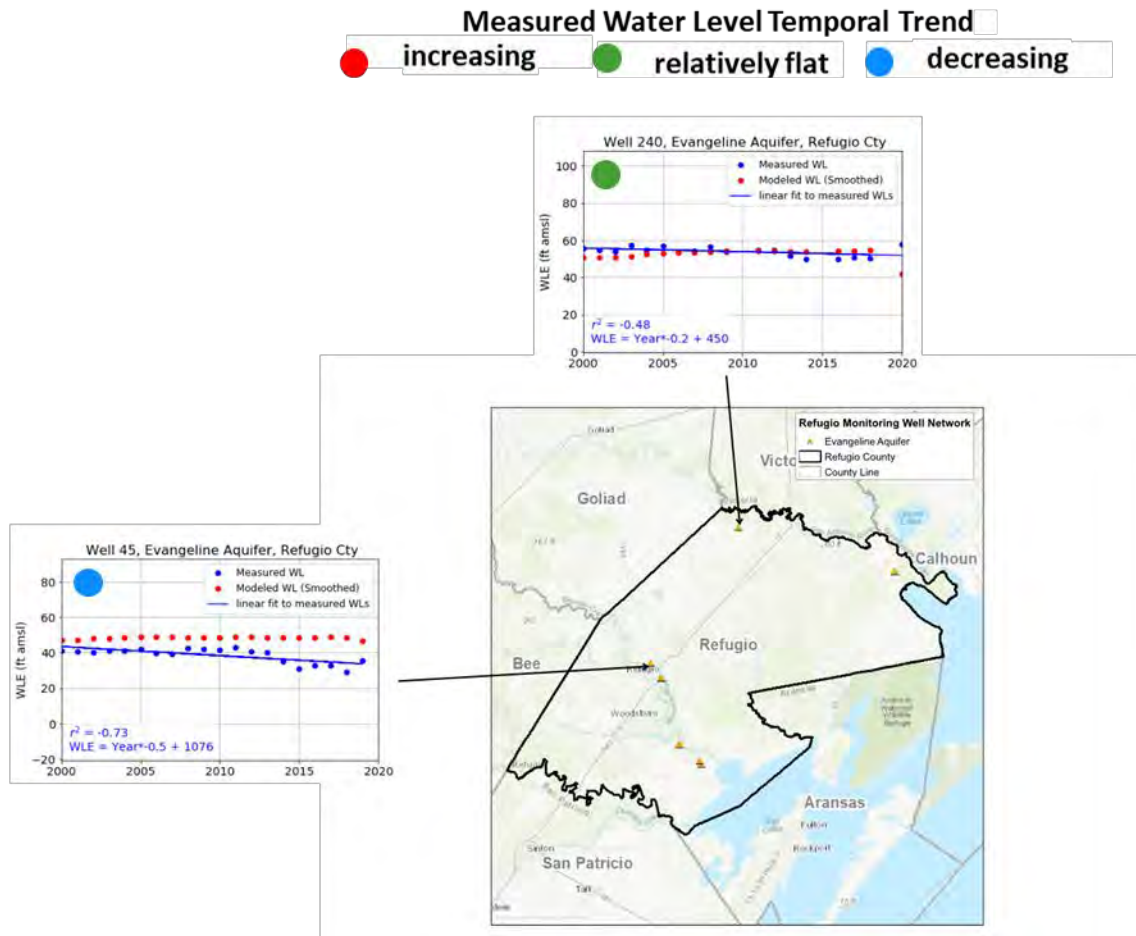 Measured Water Level Temporal Trend
increasing
relatively flat
decreasing
Well 240, Evangeline Aquifer, Refugio Cty
Measured WL
Modeled WL (Smoothed)
linear fit to measured WLs
WLE (ft amsl)
100
80
60
40
20
0
r² = -0.48
WLE = Year*-0.2 + 450
2000 2005 2010 2015 2020
Refugio Monitoring Well Network
Evangeline Aquifer
Refugio County
County Line
Goliad
Victo
Goliad
Calhoun
Refugio
Bee
Refugio
Woodsboro
Aransas
Fulton
Rockport
Sinton
San Patricio
Taft
Well 45, Evangeline Aquifer, Refugio Cty
Measured WL
Modeled WL (Smoothed)
linear fit to measured WLs
WLE (ft amsl)
80
60
40
20
0
−20
r² = -0.73
WLE = Year*-0.5 + 1076
2000 2005 2010 2015 2020